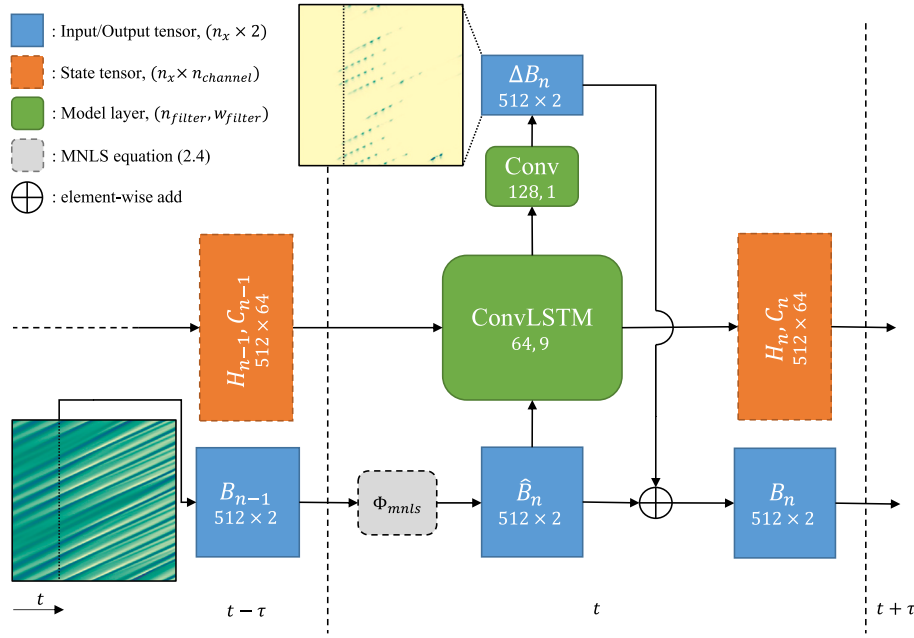 : Input/Output tensor, (n_x × 2)
: State tensor, (n_x × n_channel)
: Model layer, (n_filter, w_filter)
: MNLS equation (2.4)
: element-wise add
ΔB_n
512 × 2
Conv
128, 1
H_{n−1}, C_{n−1}
512 × 64
ConvLSTM
64, 9
H_n, C_n
512 × 64
B_{n−1}
512 × 2
Φ_mnls
B̂_n
512 × 2
B_n
512 × 2
t
t − τ
t
t + τ